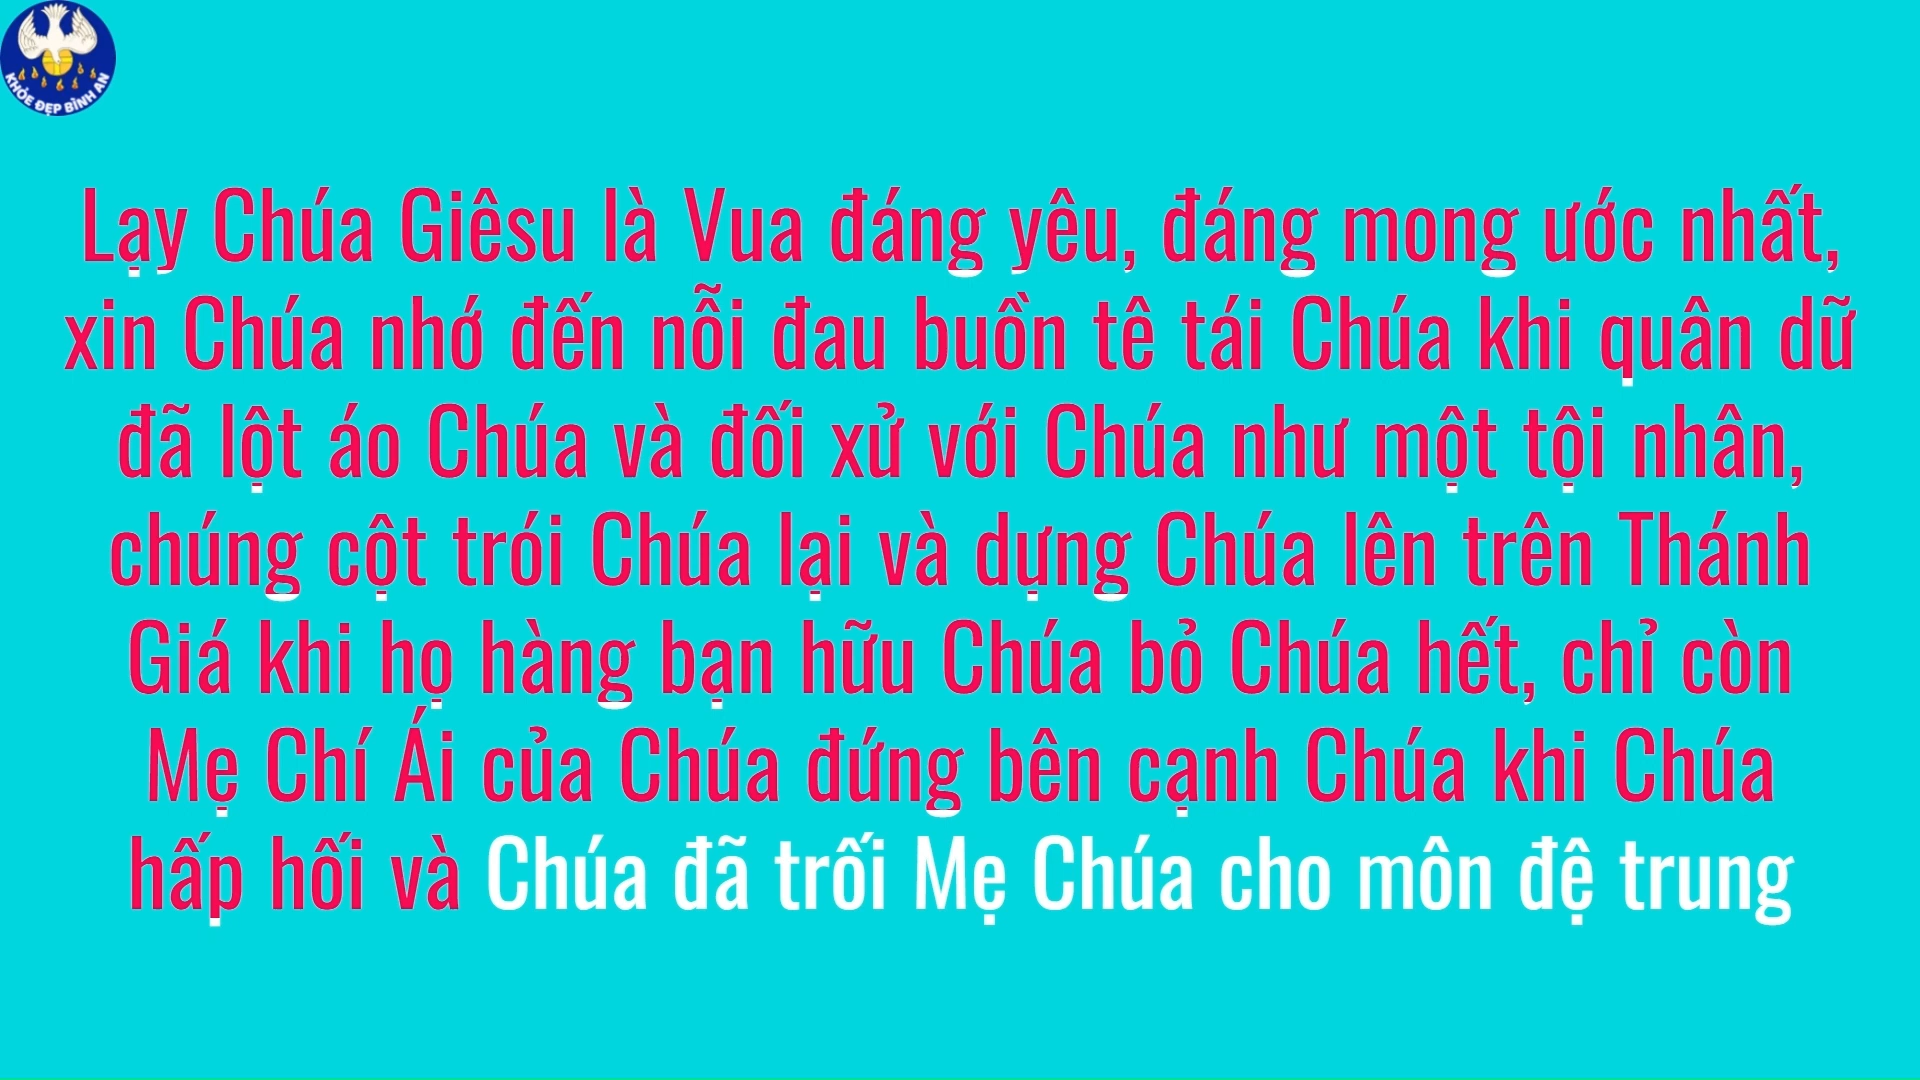 KHỎE ĐẸP BÌNH AN
Lạy Chúa Giêsu là Vua đáng yêu, đáng mong ước nhất,
xin Chúa nhớ đến nỗi đau buồn tê tái Chúa khi quân dữ
đã lột áo Chúa và đối xử với Chúa như một tội nhân,
chúng cột trói Chúa lại và dựng Chúa lên trên Thánh
Giá khi họ hàng bạn hữu Chúa bỏ Chúa hết, chỉ còn
Mẹ Chí Ái của Chúa đứng bên cạnh Chúa khi Chúa
hấp hối và Chúa đã trối Mẹ Chúa cho môn đệ trung